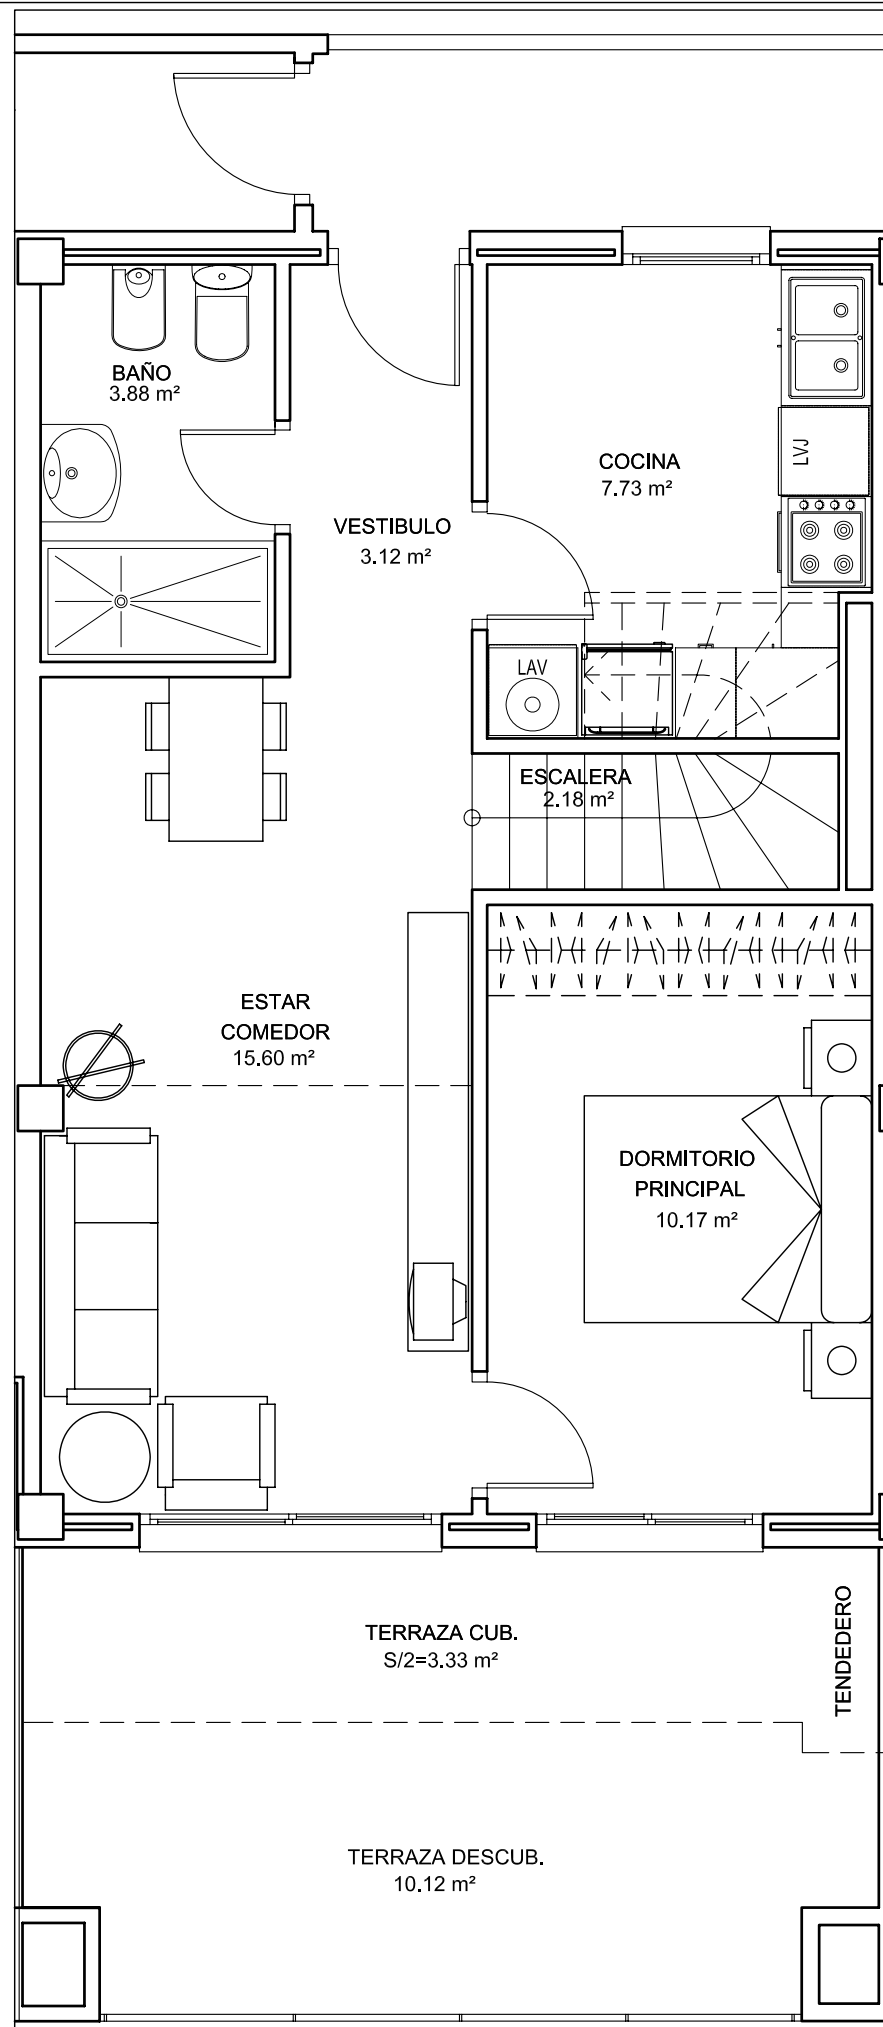 BAÑO
3.88 m²
COCINA
7.73 m²
LVJ
VESTIBULO
3.12 m²
LAV
ESCALERA
2.18 m²
ESTAR
COMEDOR
15.60 m²
DORMITORIO
PRINCIPAL
10.17 m²
TERRAZA CUB.
S/2=3.33 m²
TENDEDERO
TERRAZA DESCUB.
10.12 m²